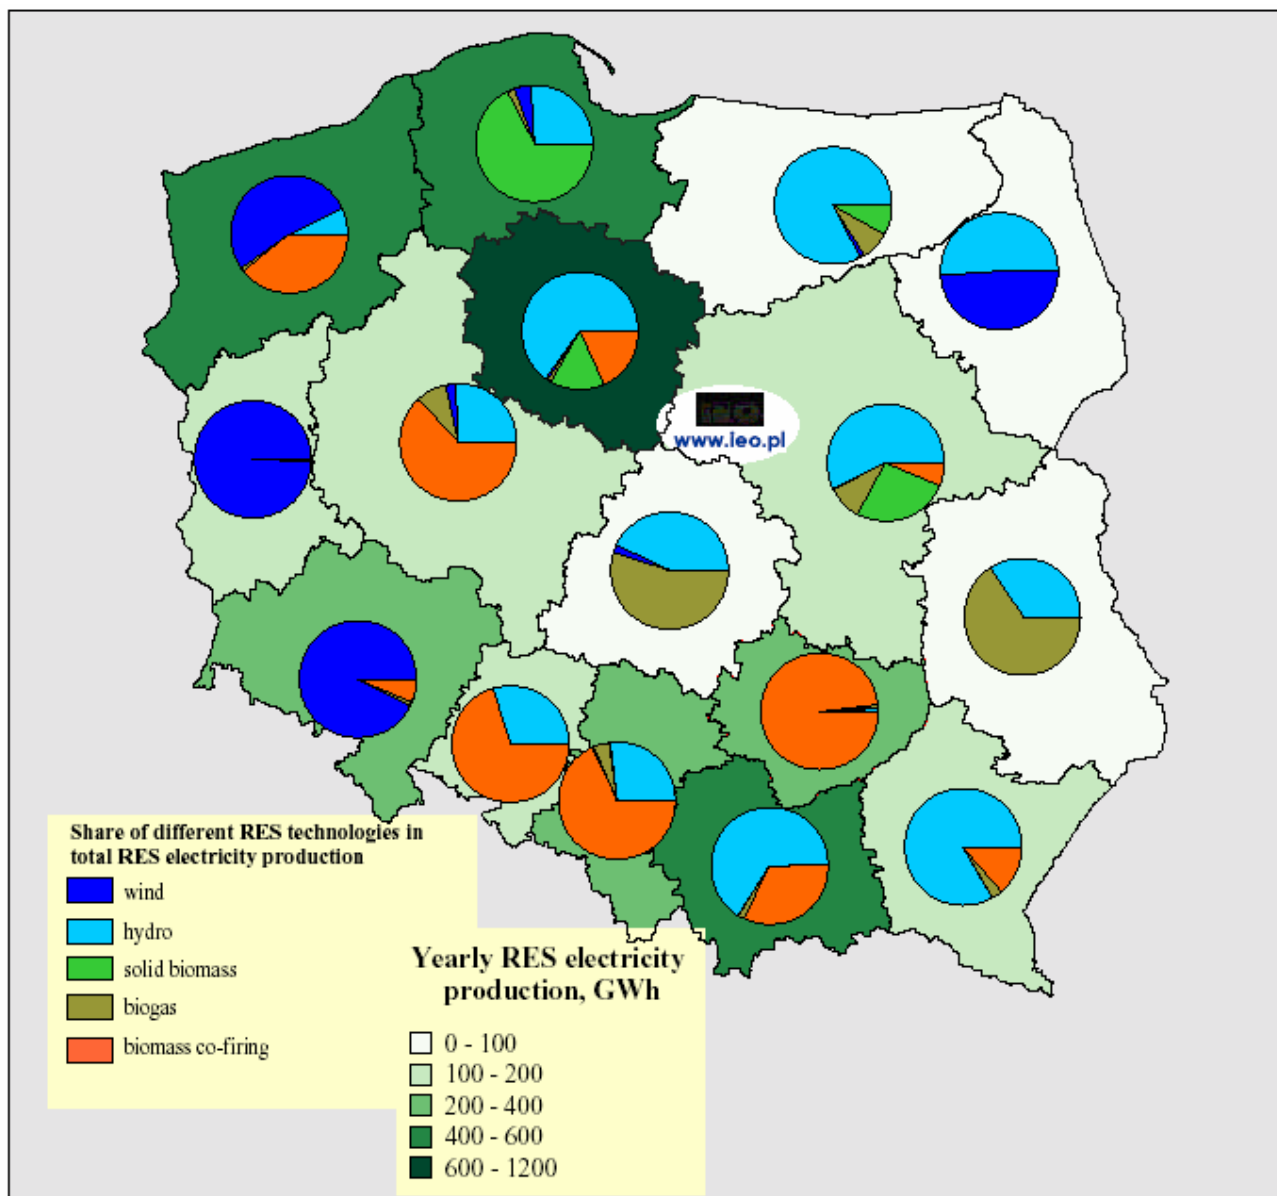 www.ieo.pl
Share of different RES technologies in
total RES electricity production
wind
hydro
solid biomass
biogas
biomass co-firing
Yearly RES electricity
production, GWh
0 - 100
100 - 200
200 - 400
400 - 600
600 - 1200